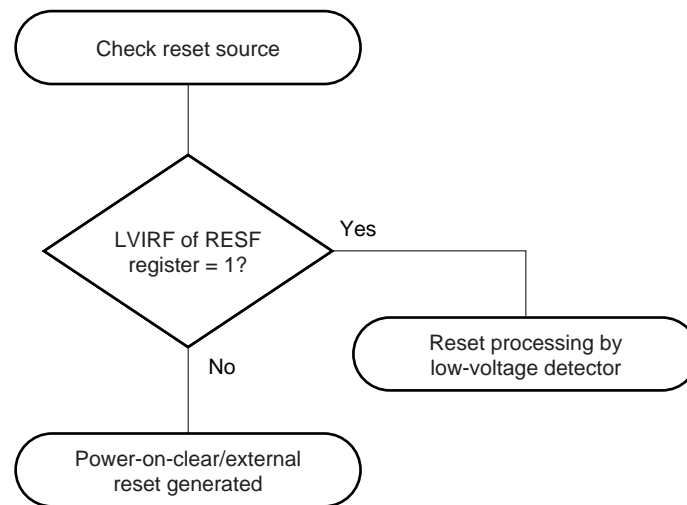 Check reset source
LVIRF of RESF
register = 1?
Yes
Reset processing by
low-voltage detector
No
Power-on-clear/external
reset generated